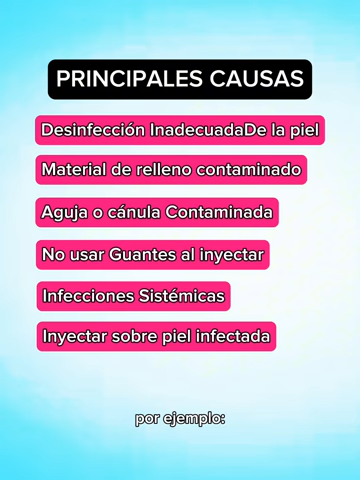 PRINCIPALES CAUSAS
Desinfección InadecuadaDe la piel
Material de relleno contaminado
Aguja o cánula Contaminada
No usar Guantes al inyectar
Infecciones Sistémicas
Inyectar sobre piel infectada
por ejemplo: